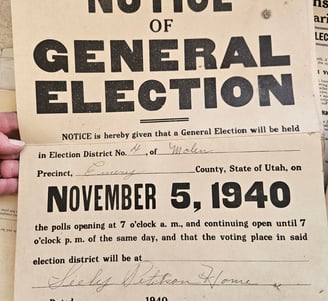 NOTICE
OF
GENERAL
ELECTION
NOTICE is hereby given that a General Election will be held
in Election District No. 4, of Molen
Precinct, Emery County, State of Utah, on
NOVEMBER 5, 1940
the polls opening at 7 o'clock a. m., and continuing open until 7
o'clock p. m. of the same day, and that the voting place in said
election district will be at
Seely Home
1940